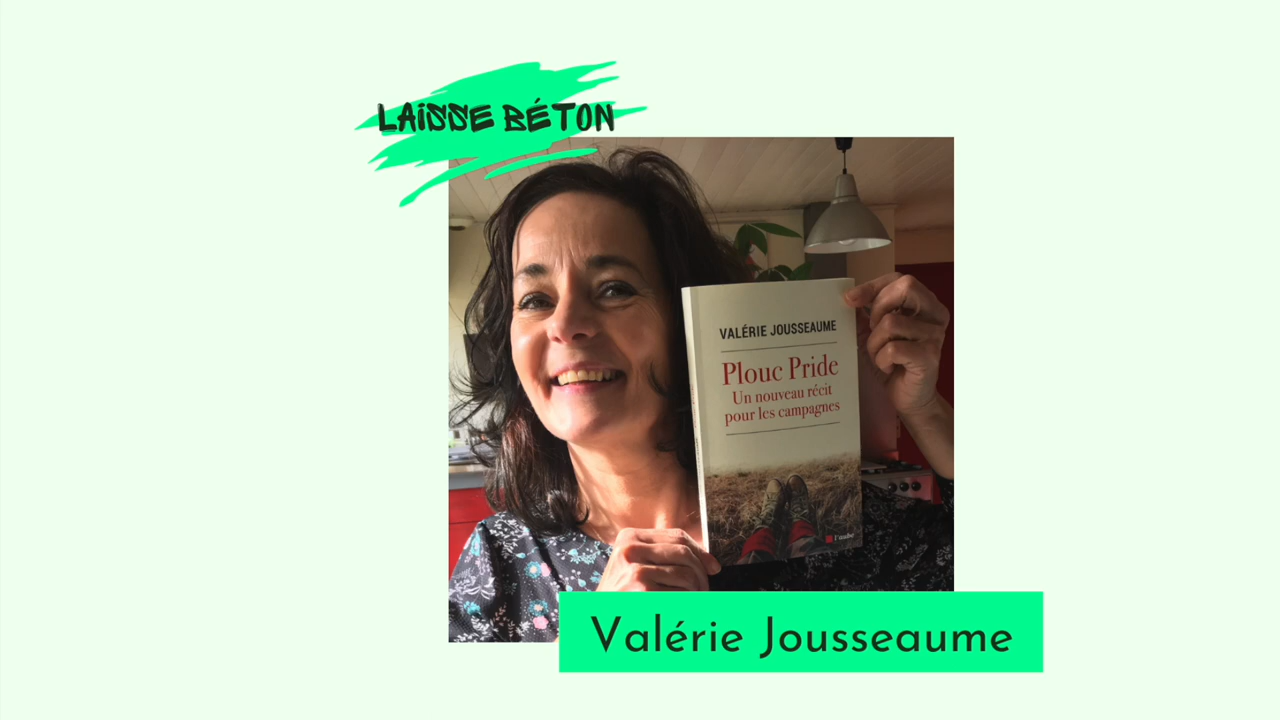 LAISSE BÉTON
VALÉRIE JOUSSEAUME
Plouc Pride
Un nouveau récit
pour les campagnes
l'aube
Valérie Jousseaume